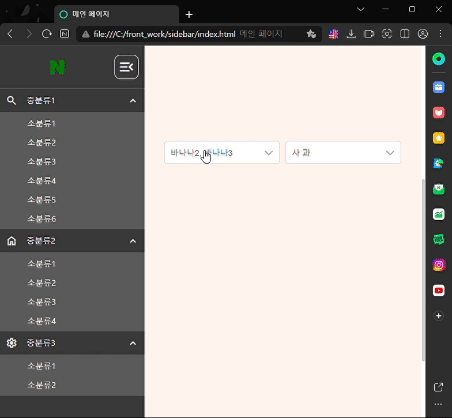 메인 페이지
file:///C:/front_work/sidebar/index.html 메인 페이지
N
중분류1
소분류1
소분류2
소분류3
소분류4
소분류5
소분류6
중분류2
소분류1
소분류2
소분류3
소분류4
중분류3
소분류1
소분류2
바나나2, 바나나3
사 과